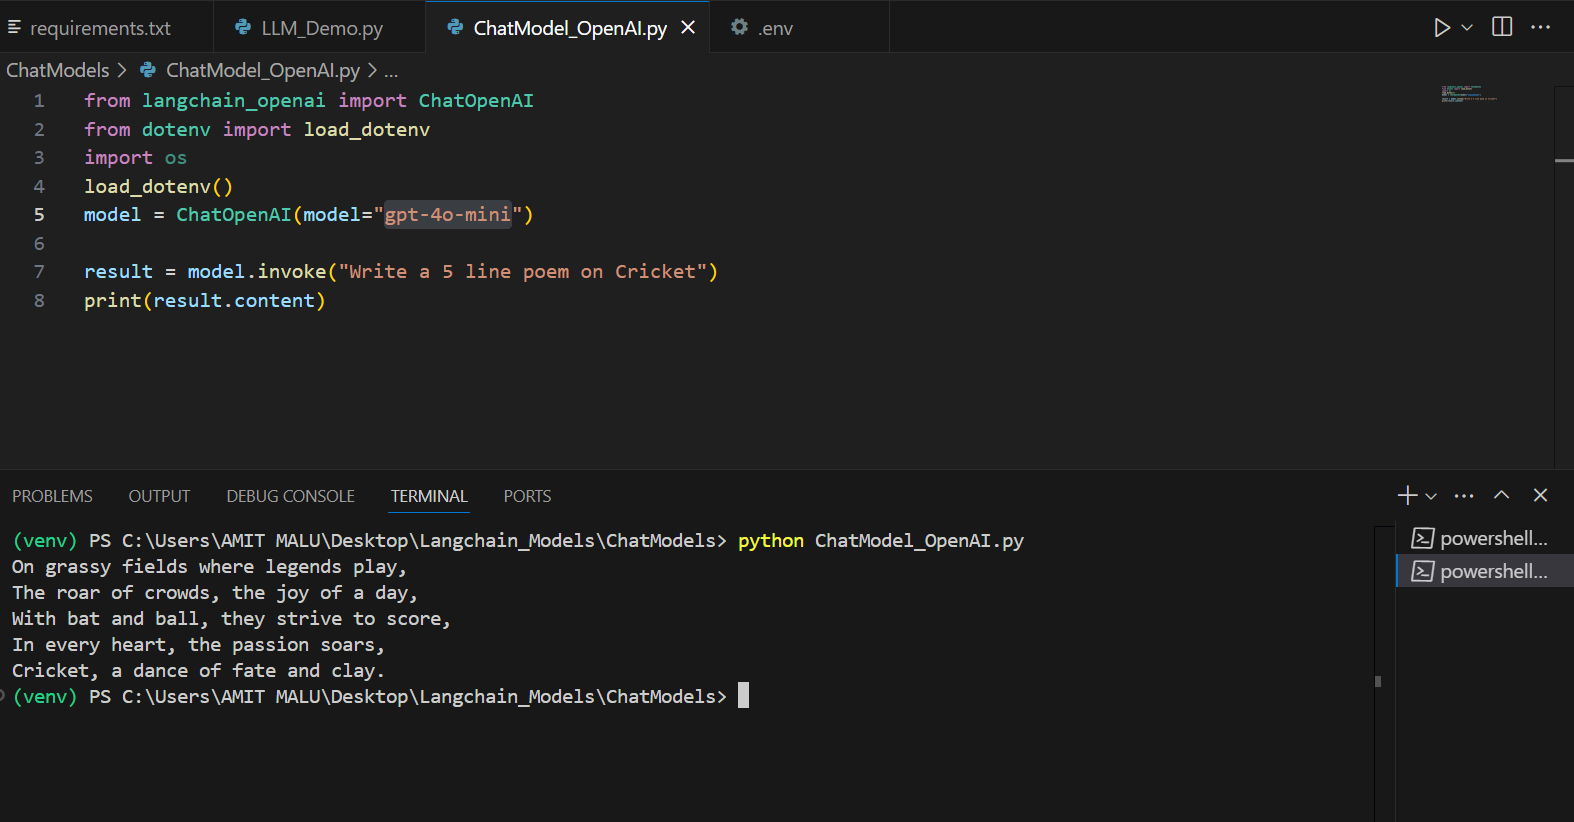 requirements.txt LLM_Demo.py ChatModel_OpenAI.py .env
ChatModels > ChatModel_OpenAI.py > ...
1 from langchain_openai import ChatOpenAI
2 from dotenv import load_dotenv
3 import os
4 load_dotenv()
5 model = ChatOpenAI(model="gpt-4o-mini")
6
7 result = model.invoke("Write a 5 line poem on Cricket")
8 print(result.content)
PROBLEMS OUTPUT DEBUG CONSOLE TERMINAL PORTS
(venv) PS C:\Users\AMIT MALU\Desktop\Langchain_Models\ChatModels> python ChatModel_OpenAI.py
On grassy fields where legends play,
The roar of crowds, the joy of a day,
With bat and ball, they strive to score,
In every heart, the passion soars,
Cricket, a dance of fate and clay.
(venv) PS C:\Users\AMIT MALU\Desktop\Langchain_Models\ChatModels>
powershell...
powershell...